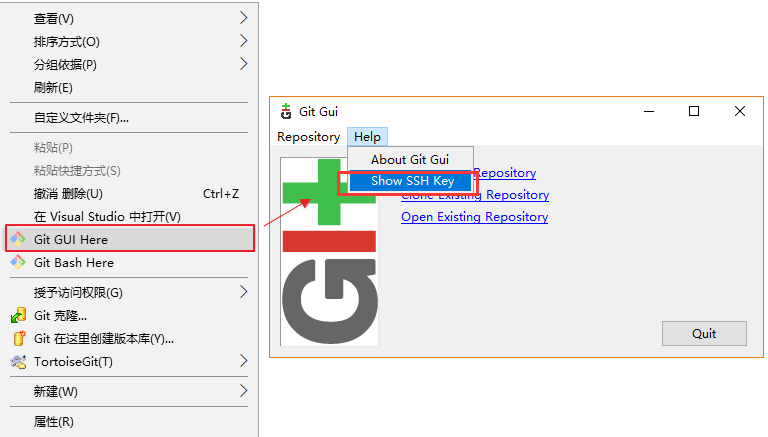 查看(V)
排序方式(O)
分组依据(P)
刷新(E)
自定义文件夹(F)...
粘贴(P)
粘贴快捷方式(S)
撤消 删除(U) Ctrl+Z
在 Visual Studio 中打开(V)
Git GUI Here
Git Bash Here
授予访问权限(G)
Git 克隆...
Git 在这里创建版本库(Y)...
TortoiseGit(T)
新建(W)
属性(R)
Git Gui
Repository Help
About Git Gui
Show SSH Key
Repository
Clone Existing Repository
Open Existing Repository
GIT
Quit